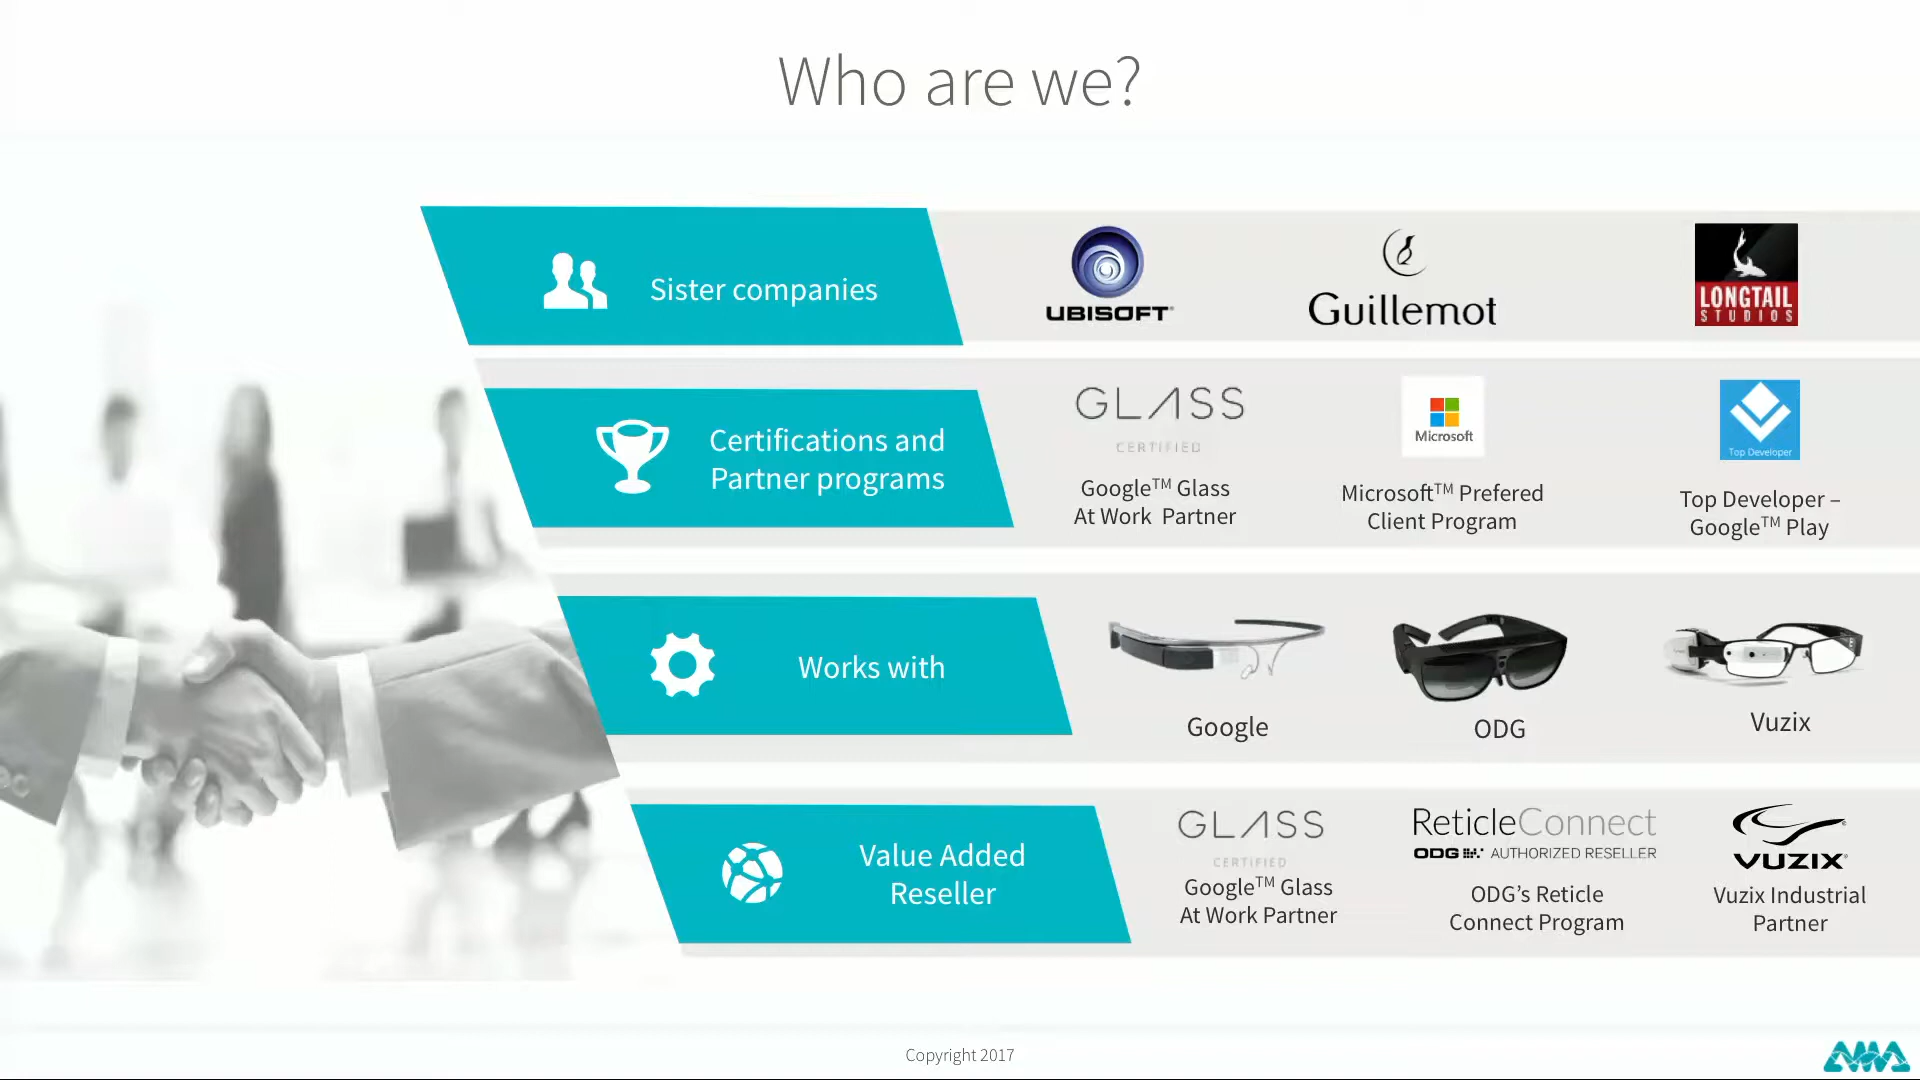 Who are we?
Sister companies
UBISOFT
Guillemot
LONGTAIL
STUDIOS
Certifications and
Partner programs
GLASS
CERTIFIED
Google™ Glass
At Work Partner
Microsoft
Microsoft™ Prefered
Client Program
Top Developer
Top Developer –
Google™ Play
Works with
Google
ODG
Vuzix
Value Added
Reseller
GLASS
CERTIFIED
Google™ Glass
At Work Partner
ReticleConnect
ODG AUTHORIZED RESELLER
ODG’s Reticle
Connect Program
VUZIX
Vuzix Industrial
Partner
Copyright 2017
AMA